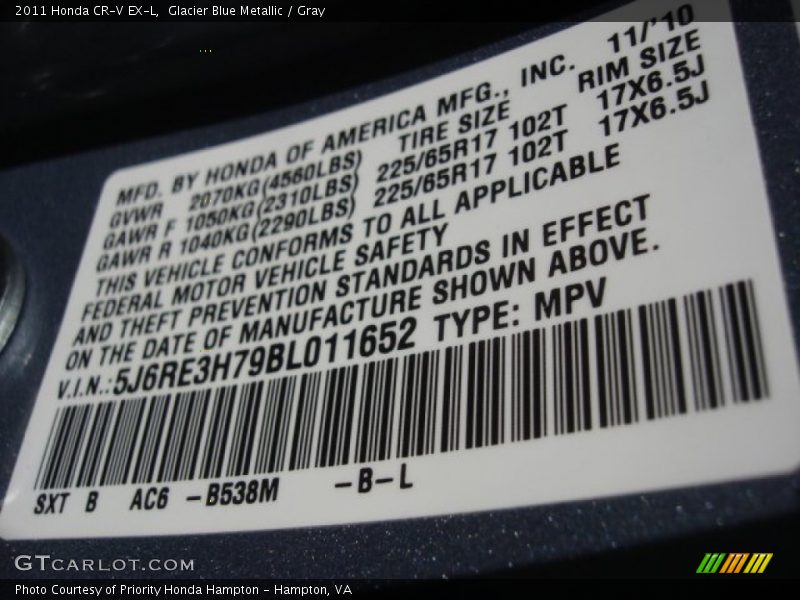 2011 Honda CR-V EX-L,  Glacier Blue Metallic / Gray
MFD. BY HONDA OF AMERICA MFG., INC. 11/'10
GVWR 2070KG(4560LBS) TIRE SIZE RIM SIZE
GAWR F 1050KG(2310LBS) 225/65R17 102T 17X6.5J
GAWR R 1040KG(2290LBS) 225/65R17 102T 17X6.5J
THIS VEHICLE CONFORMS TO ALL APPLICABLE
FEDERAL MOTOR VEHICLE SAFETY
AND THEFT PREVENTION STANDARDS IN EFFECT
ON THE DATE OF MANUFACTURE SHOWN ABOVE.
V.I.N.:5J6RE3H79BL011652 TYPE: MPV
SXT B AC6 -B538M -B-L
GTCARLOT.COM
Photo Courtesy of Priority Honda Hampton - Hampton, VA